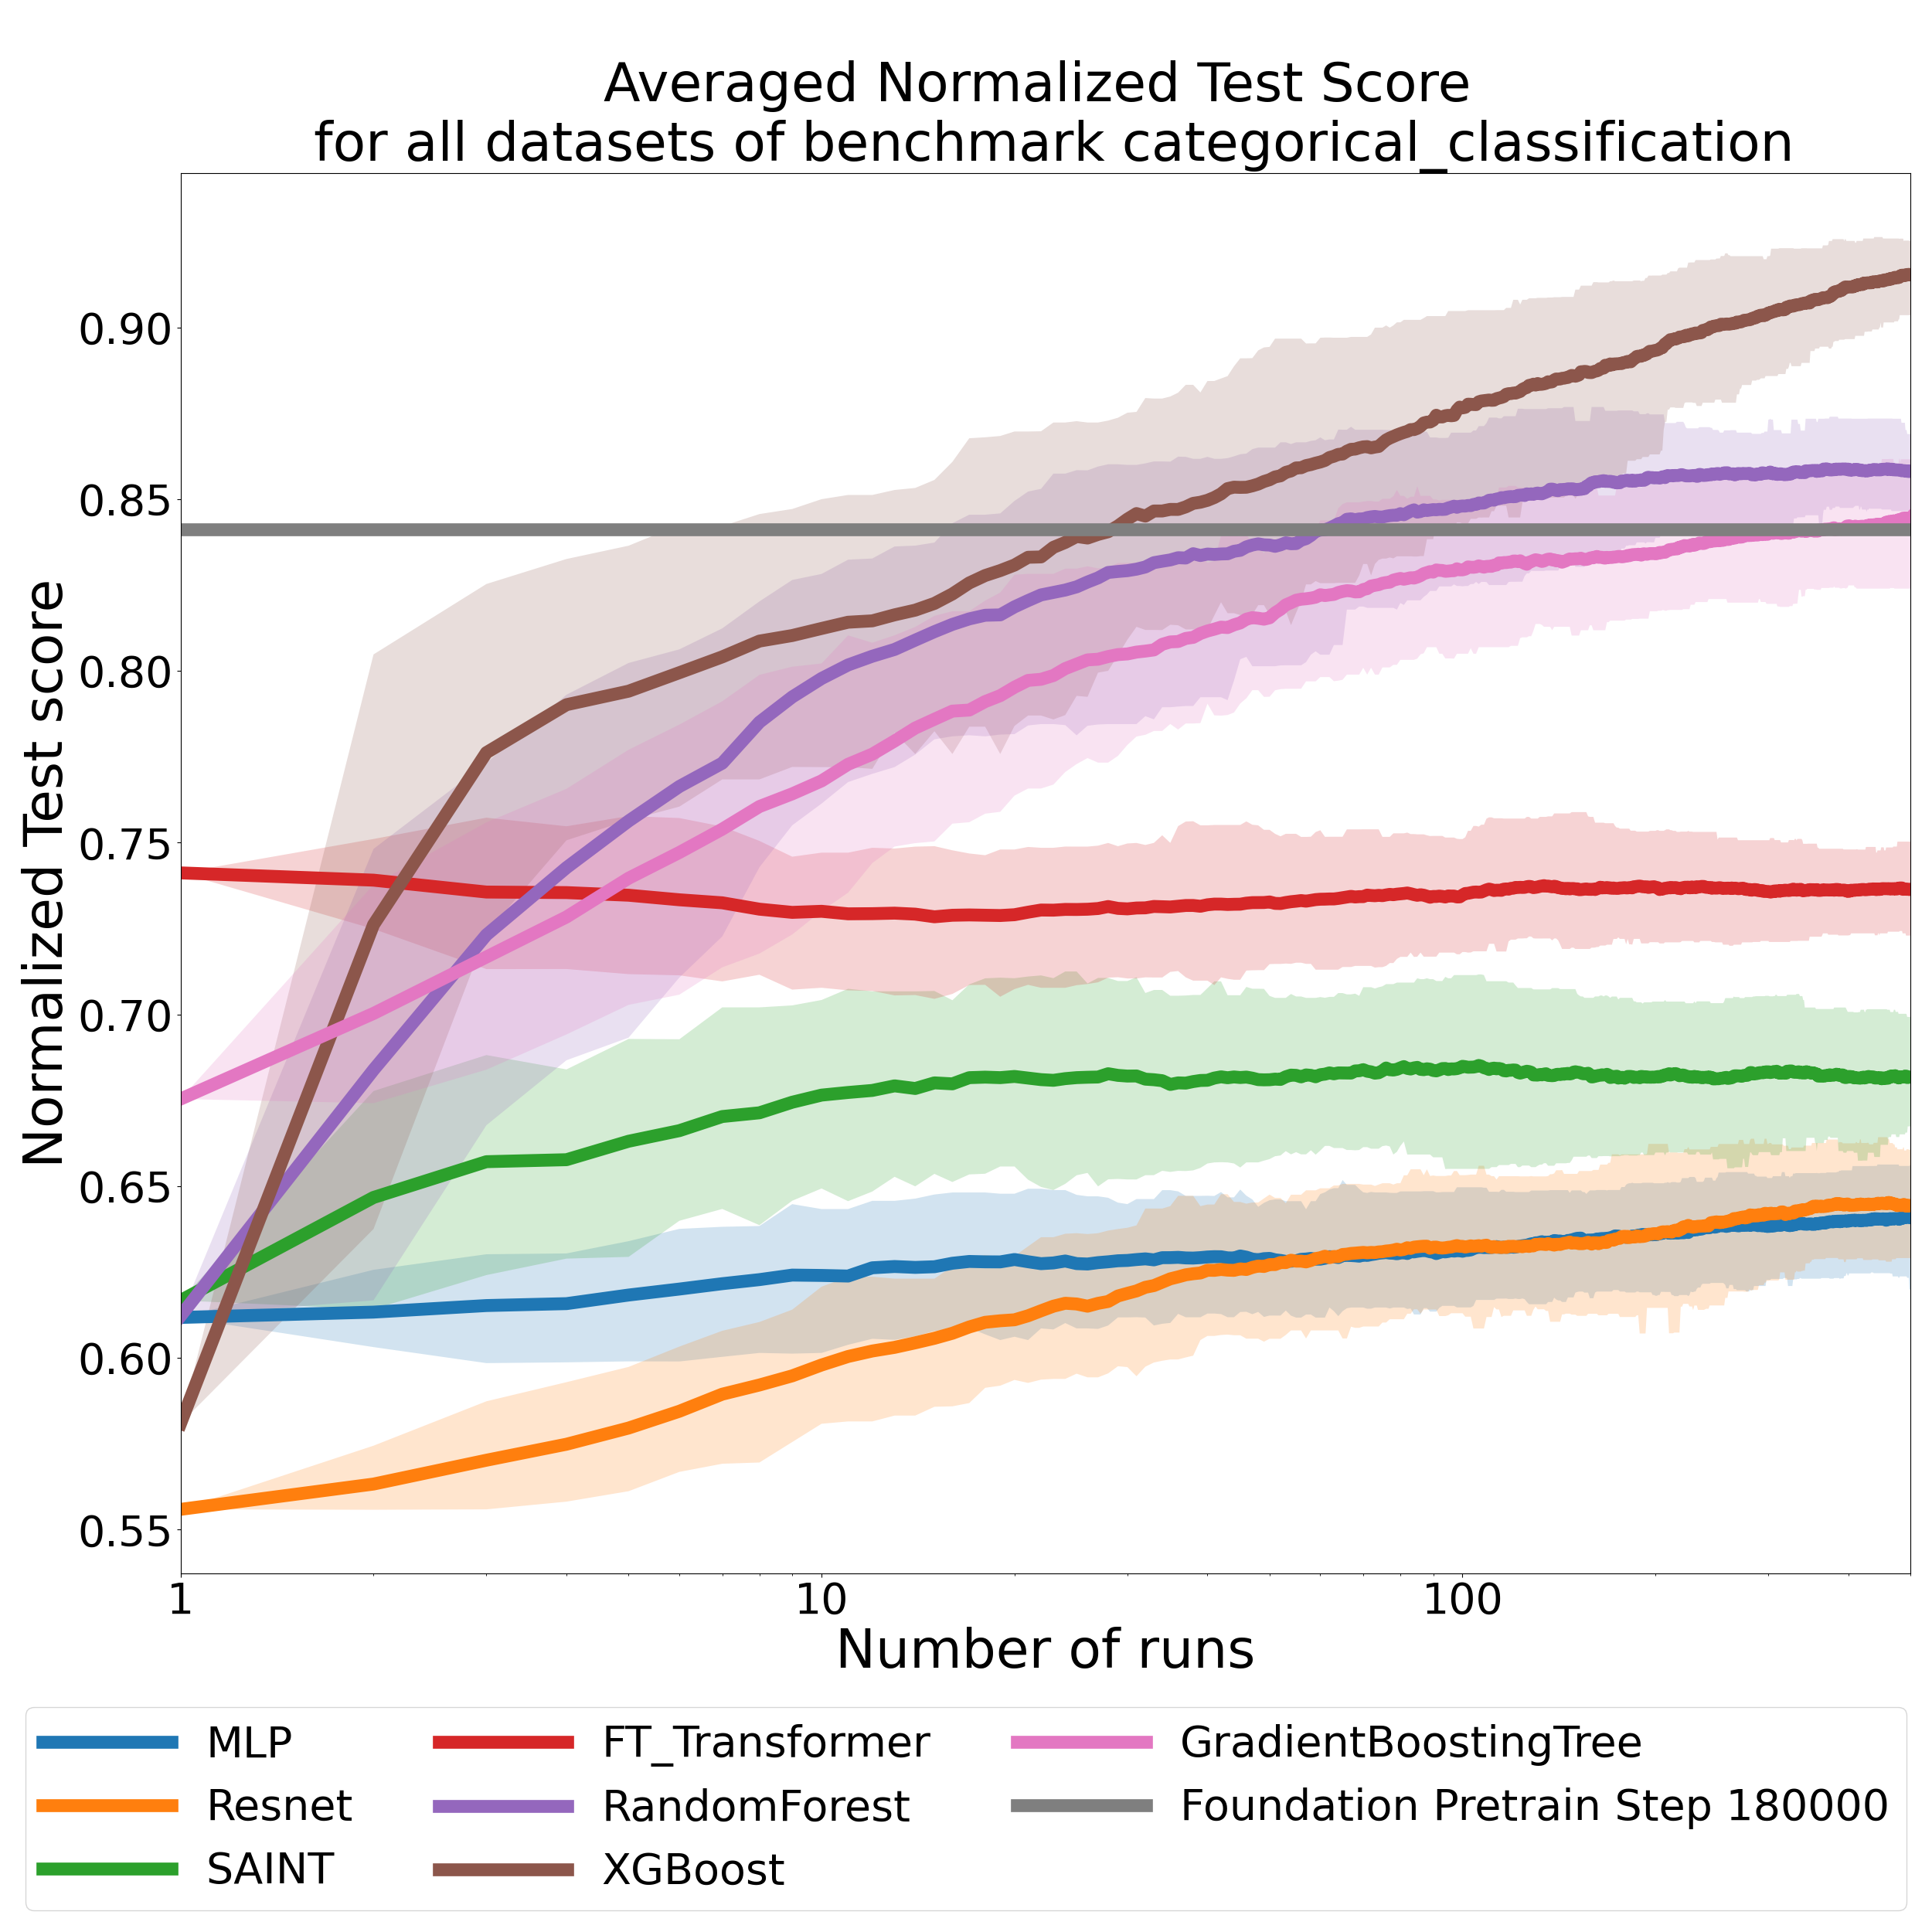 Averaged Normalized Test Score
for all datasets of benchmark categorical_classification
Normalized Test score
0.90
0.85
0.80
0.75
0.70
0.65
0.60
0.55
1
10
100
Number of runs
MLP
Resnet
SAINT
FT_Transformer
RandomForest
XGBoost
GradientBoostingTree
Foundation Pretrain Step 180000